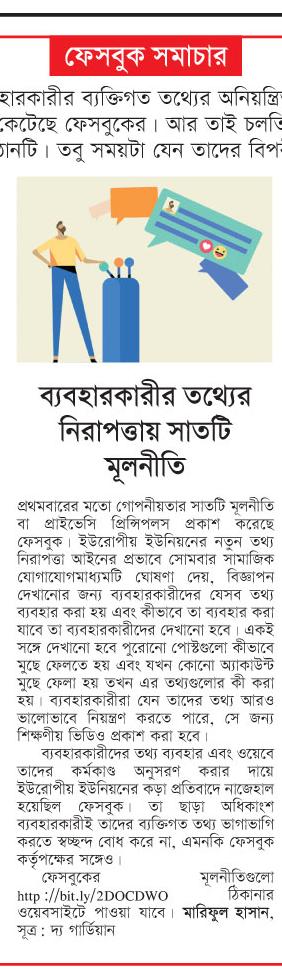 ফেসবুক সমাচার
হারকারীর ব্যক্তিগত তথ্যের অনিয়ন্ত্রি
কেটেছে ফেসবুকের। আর তাই চলতি
ঠানটি। তবু সময়টা যেন তাদের বিপ
ব্যবহারকারীর তথ্যের
নিরাপত্তায় সাতটি
মূলনীতি
প্রথমবারের মতো গোপনীয়তার সাতটি মূলনীতি
বা প্রাইভেসি প্রিন্সিপলস প্রকাশ করেছে
ফেসবুক। ইউরোপীয় ইউনিয়নের নতুন তথ্য
নিরাপত্তা আইনের প্রভাবে সোমবার সামাজিক
যোগাযোগমাধ্যমটি ঘোষণা দেয়, বিজ্ঞাপন
দেখানোর জন্য ব্যবহারকারীদের যেসব তথ্য
ব্যবহার করা হয় এবং কীভাবে তা ব্যবহার করা
যাবে তা ব্যবহারকারীদের দেখানো হবে। একই
সঙ্গে দেখানো হবে পুরোনো পোস্টগুলো কীভাবে
মুছে ফেলতে হয় এবং যখন কোনো অ্যাকাউন্ট
মুছে ফেলা হয় তখন এর তথ্যগুলোর কী করা
হয়। ব্যবহারকারীরা যেন তাদের তথ্য আরও
ভালোভাবে নিয়ন্ত্রণ করতে পারে, সে জন্য
শিক্ষণীয় ভিডিও প্রকাশ করা হবে।
ব্যবহারকারীদের তথ্য ব্যবহার এবং ওয়েবে
তাদের কর্মকাণ্ড অনুসরণ করার দায়ে
ইউরোপীয় ইউনিয়নের কড়া প্রতিবাদে নাজেহাল
হয়েছিল ফেসবুক। তা ছাড়া অধিকাংশ
ব্যবহারকারীই তাদের ব্যক্তিগত তথ্য ভাগাভাগি
করতে স্বচ্ছন্দ বোধ করে না, এমনকি ফেসবুক
কর্তৃপক্ষের সঙ্গেও।
ফেসবুকের মূলনীতিগুলো
http ://bit.ly/2DOCDWO ঠিকানার
ওয়েবসাইটে পাওয়া যাবে। মারিফুল হাসান,
সূত্র : দ্য গার্ডিয়ান